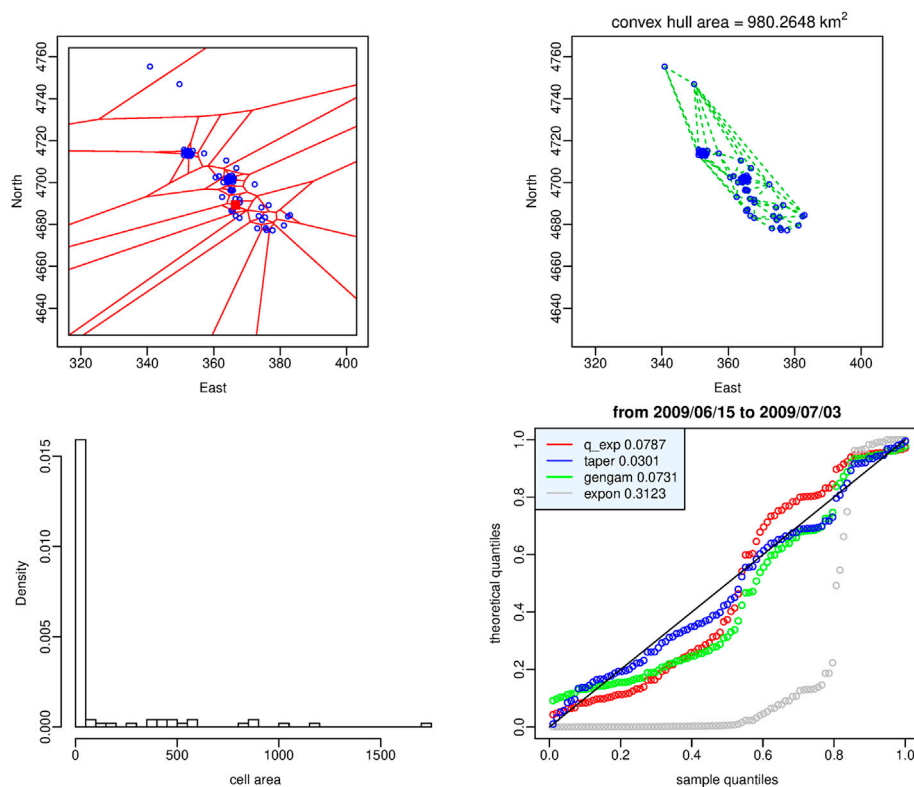 convex hull area = 980.2648 km²
4640 4660 4680 4700 4720 4740 4760
North
320 340 360 380 400
East
4640 4660 4680 4700 4720 4740 4760
North
320 340 360 380 400
East
0.000 0.005 0.010 0.015
Density
0 500 1000 1500
cell area
from 2009/06/15 to 2009/07/03
q_exp 0.0787
taper 0.0301
gengam 0.0731
expon 0.3123
0.0 0.2 0.4 0.6 0.8 1.0
theoretical quantiles
0.0 0.2 0.4 0.6 0.8 1.0
sample quantiles